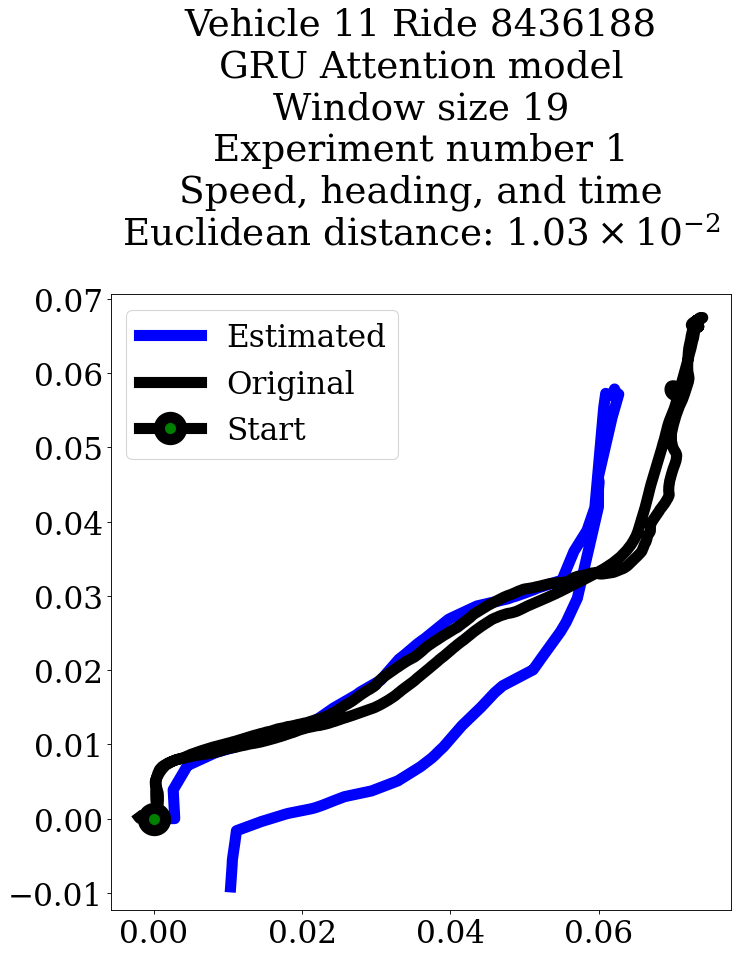 Vehicle 11 Ride 8436188
GRU Attention model
Window size 19
Experiment number 1
Speed, heading, and time
Euclidean distance: 1.03 × 10⁻²
0.07
0.06
0.05
0.04
0.03
0.02
0.01
0.00
−0.01
Estimated
Original
Start
0.00 0.02 0.04 0.06